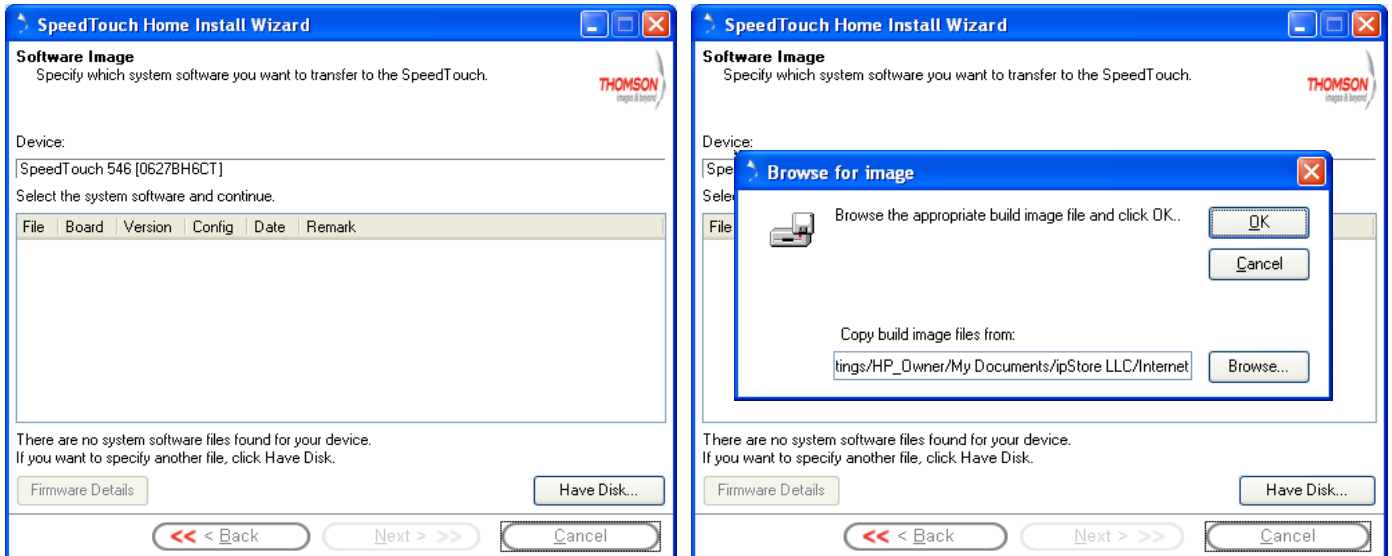 SpeedTouch Home Install Wizard
Software Image
Specify which system software you want to transfer to the SpeedTouch.
THOMSON
images & beyond
Device:
SpeedTouch 546 [0627BH6CT]
Select the system software and continue.
File Board Version Config Date Remark
There are no system software files found for your device.
If you want to specify another file, click Have Disk.
Firmware Details
Have Disk...
<< < Back
Next > >>
Cancel
SpeedTouch Home Install Wizard
Software Image
Specify which system software you want to transfer to the SpeedTouch.
THOMSON
images & beyond
Device:
Spe
Sele
File
Browse for image
Browse the appropriate build image file and click OK..
OK
Cancel
Copy build image files from:
tings/HP_Owner/My Documents/ipStore LLC/Internet
Browse...
There are no system software files found for your device.
If you want to specify another file, click Have Disk.
Firmware Details
Have Disk...
<< < Back
Next > >>
Cancel